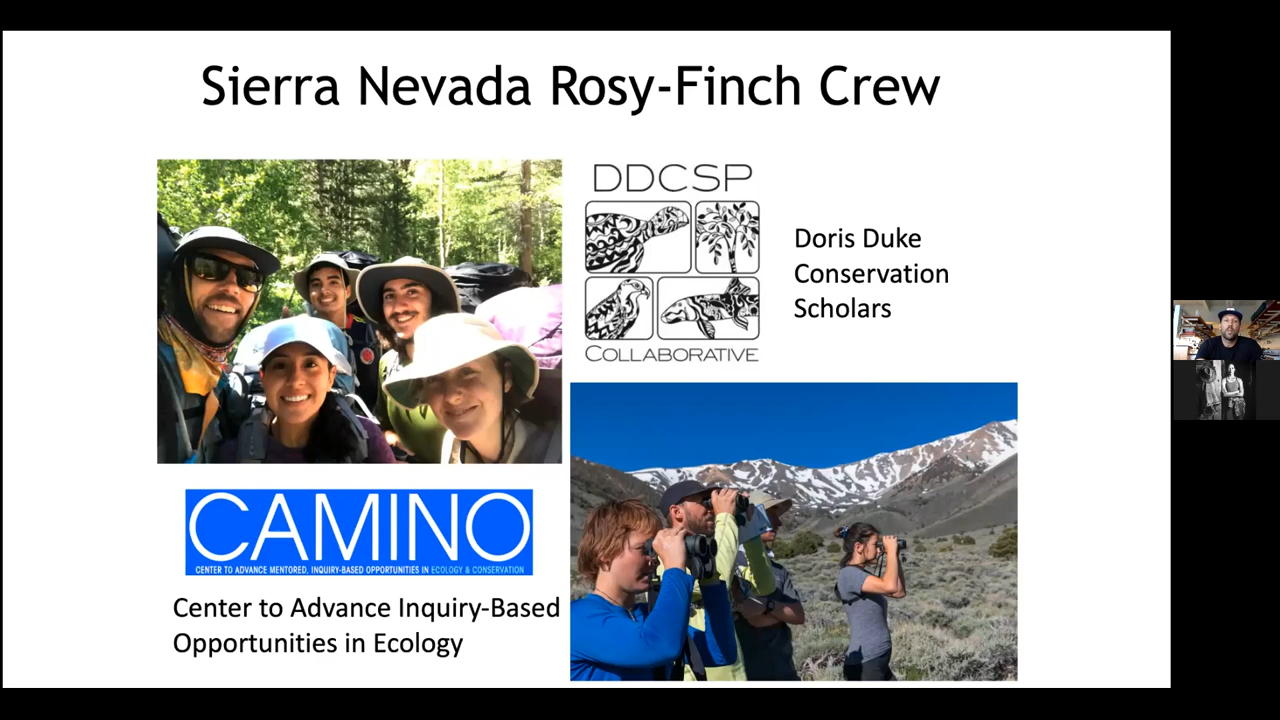 Sierra Nevada Rosy-Finch Crew
DDCSP
COLLABORATIVE
Doris Duke
Conservation
Scholars
CAMINO
CENTER TO ADVANCE MENTORED, INQUIRY-BASED OPPORTUNITIES IN ECOLOGY & CONSERVATION
Center to Advance Inquiry-Based
Opportunities in Ecology